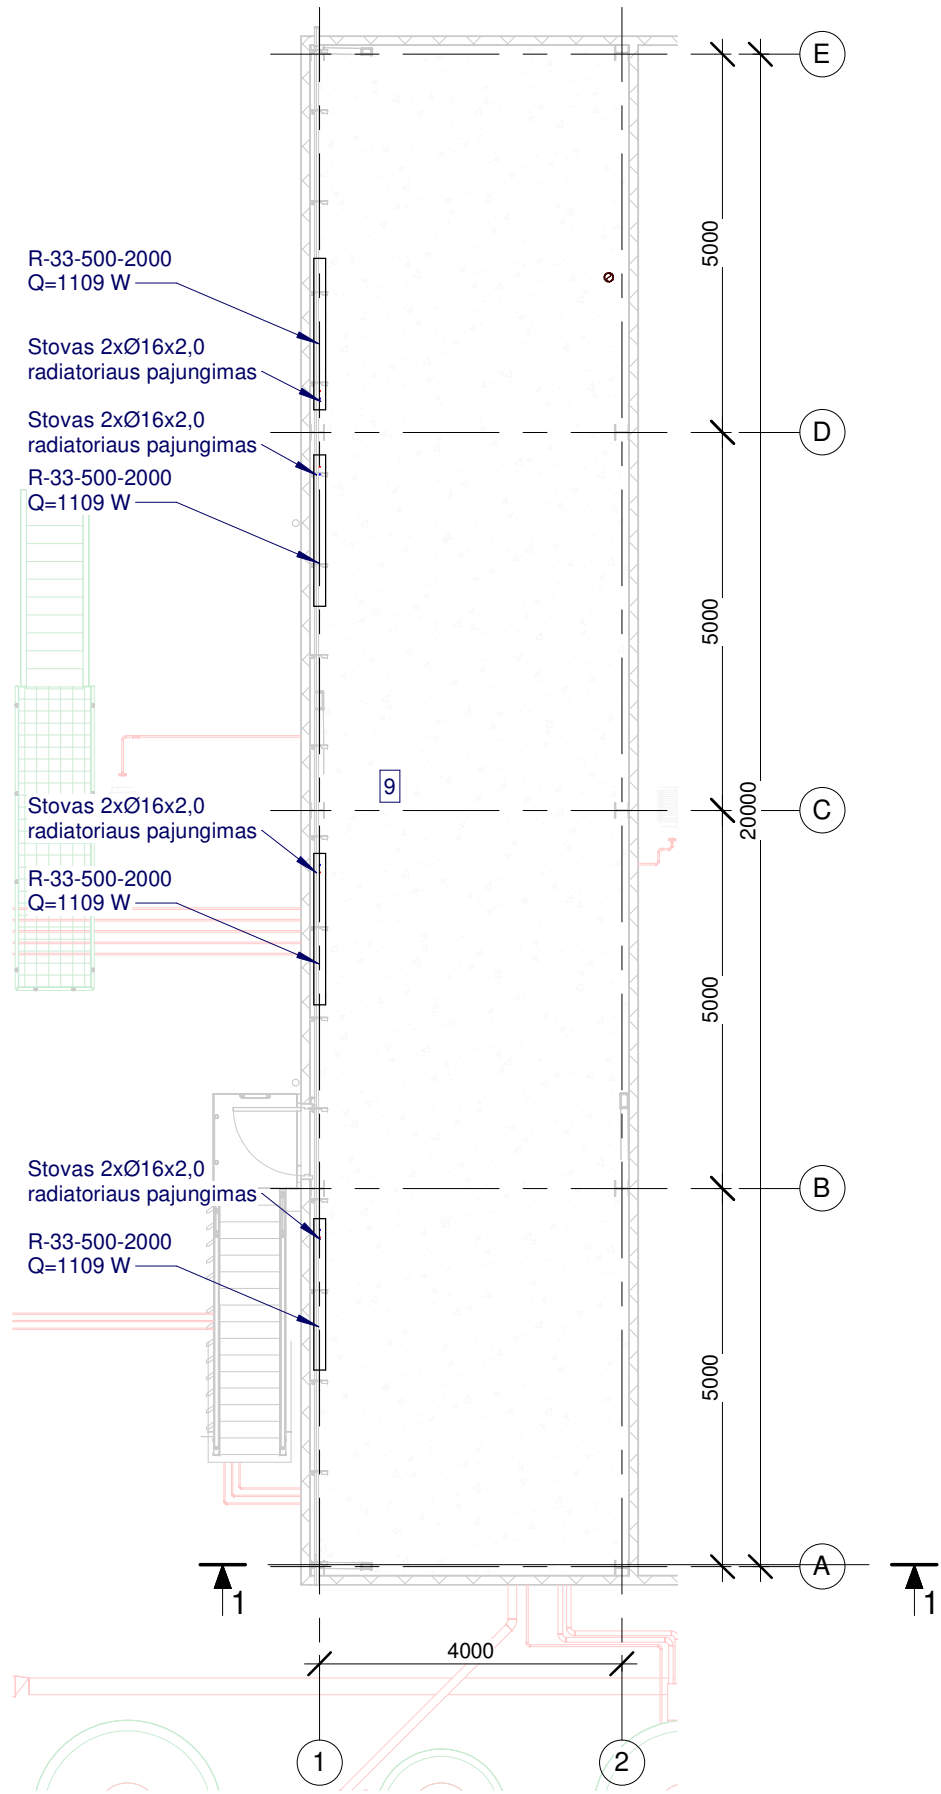 E
5000
R-33-500-2000
Q=1109 W
Stovas 2xØ16x2,0
radiatoriaus pajungimas
Stovas 2xØ16x2,0
radiatoriaus pajungimas
D
R-33-500-2000
Q=1109 W
5000
9
Stovas 2xØ16x2,0
radiatoriaus pajungimas
C
20000
R-33-500-2000
Q=1109 W
5000
Stovas 2xØ16x2,0
radiatoriaus pajungimas
B
R-33-500-2000
Q=1109 W
5000
A
1
1
4000
1
2